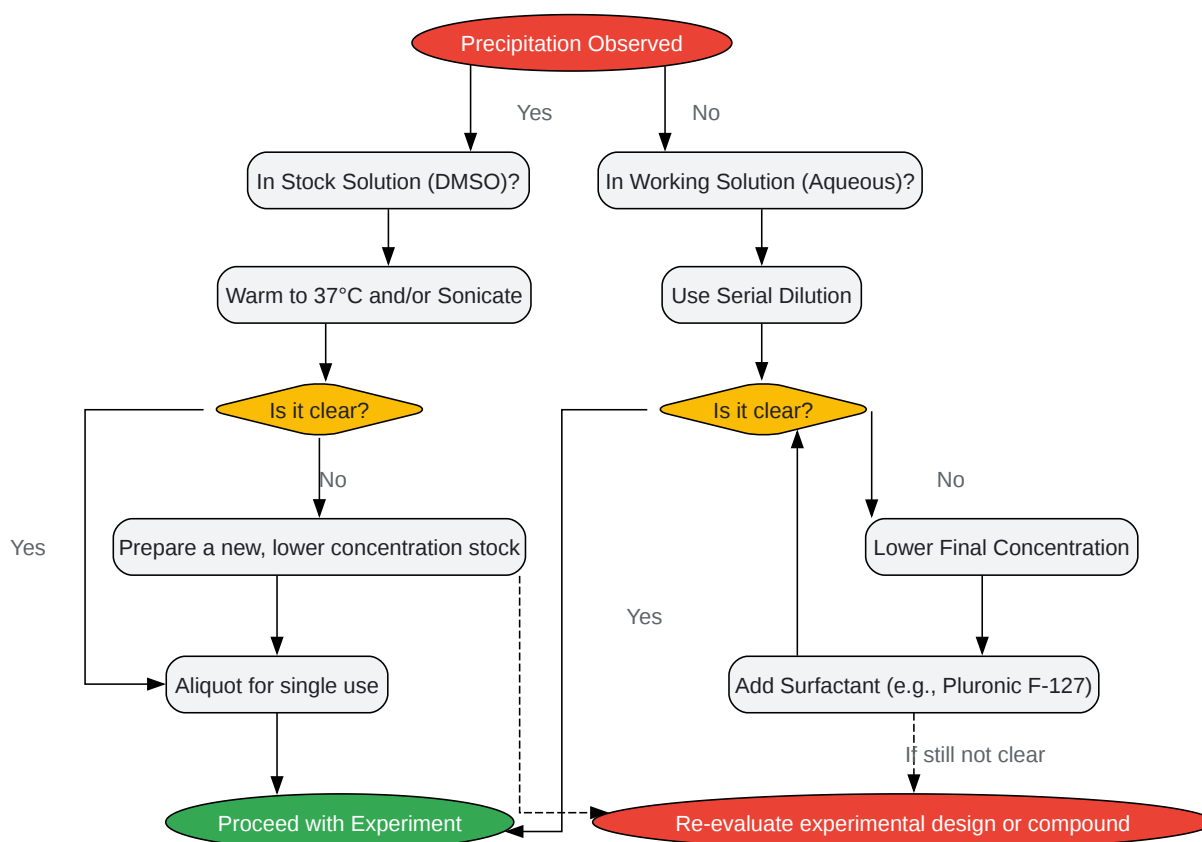 Precipitation Observed
Yes
No
In Stock Solution (DMSO)?
In Working Solution (Aqueous)?
Warm to 37°C and/or Sonicate
Use Serial Dilution
Is it clear?
Is it clear?
No
No
Yes
Prepare a new, lower concentration stock
Lower Final Concentration
Yes
Aliquot for single use
Add Surfactant (e.g., Pluronic F-127)
If still not clear
Proceed with Experiment
Re-evaluate experimental design or compound